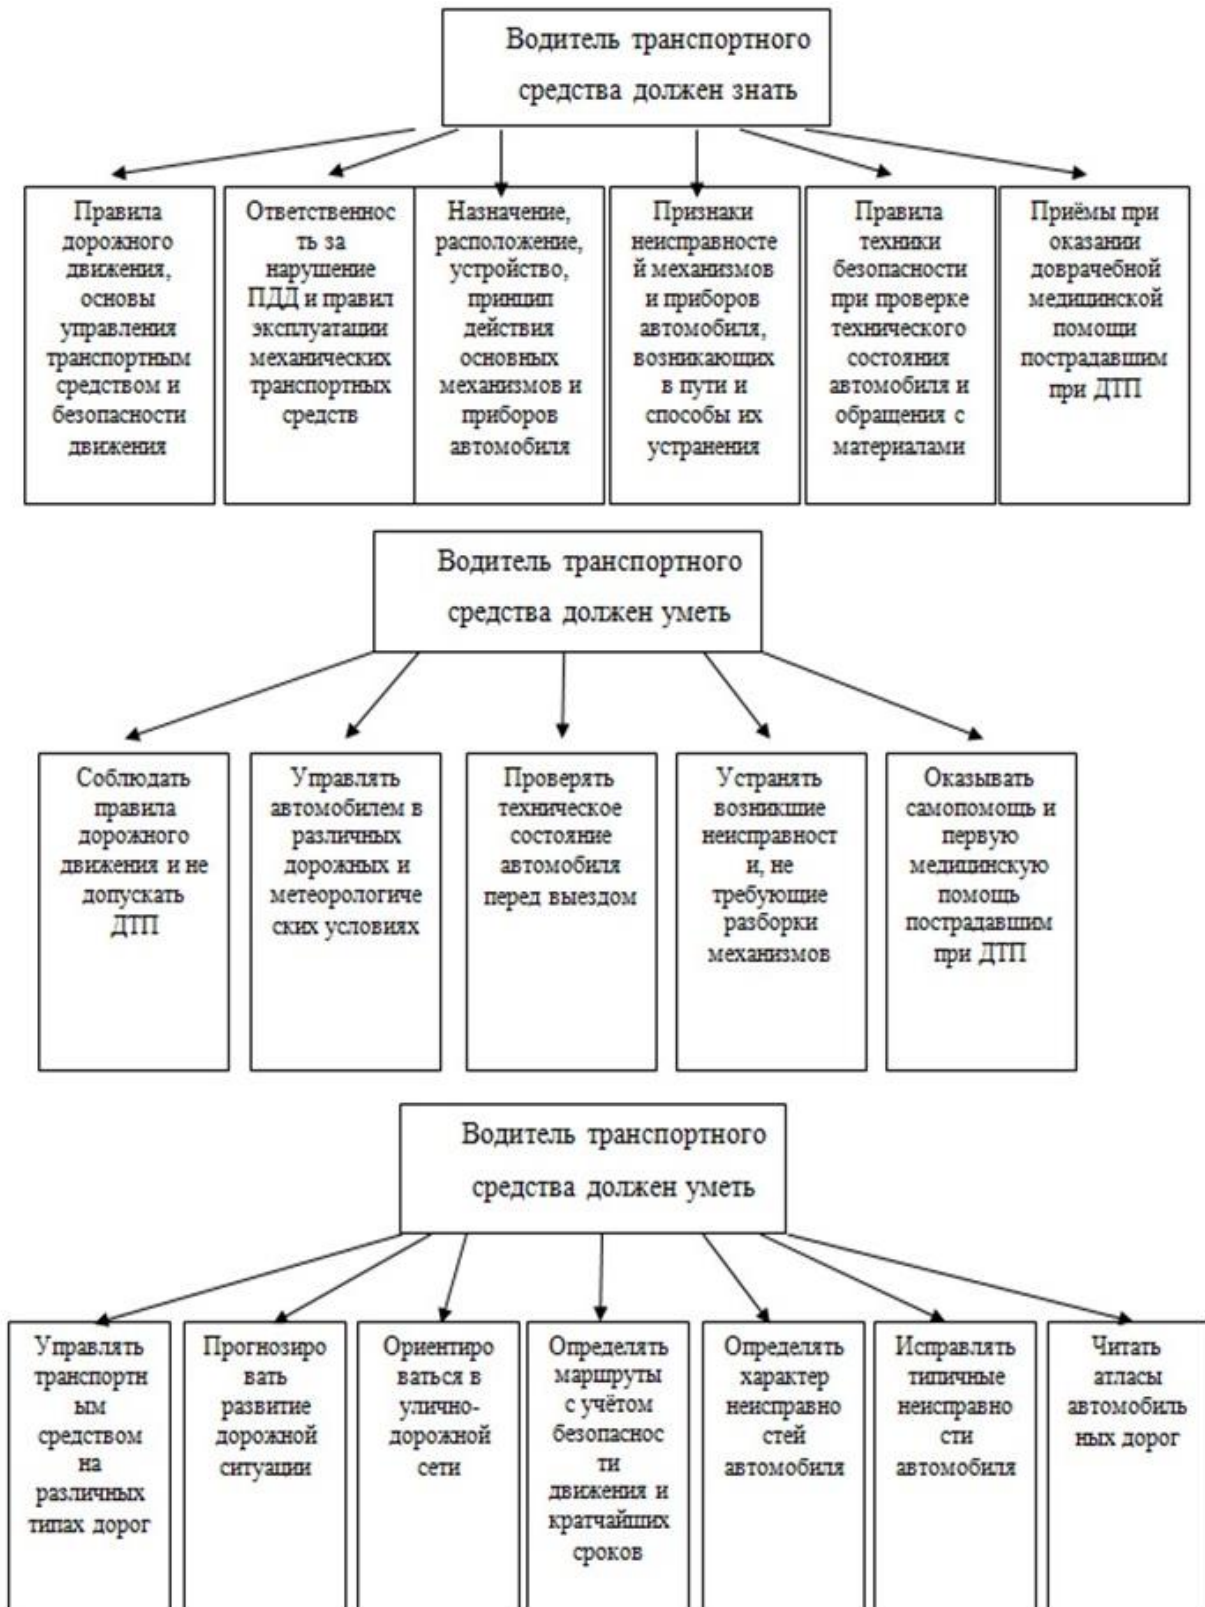 Водитель транспортного
средства должен знать
Правила
дорожного
движения,
основы
управления
транспортным
средством и
безопасности
движения
Ответственнос
ть за
нарушение
ПДД и правил
эксплуатации
механических
транспортных
средств
Назначение,
расположение,
устройство,
принцип
действия
основных
механизмов и
приборов
автомобиля
Признаки
неисправносте
й механизмов
и приборов
автомобиля,
возникающих
в пути и
способы их
устранения
Правила
техники
безопасности
при проверке
технического
состояния
автомобиля и
обращения с
материалами
Приёмы при
оказании
доврачебной
медицинской
помощи
пострадавшим
при ДТП
Водитель транспортного
средства должен уметь
Соблюдать
правила
дорожного
движения и не
допускать
ДТП
Управлять
автомобилем в
различных
дорожных и
метеорологиче
ских условиях
Проверять
техническое
состояние
автомобиля
перед выездом
Устранять
возникшие
неисправност
и, не
требующие
разборки
механизмов
Оказывать
самопомощь и
первую
медицинскую
помощь
пострадавшим
при ДТП
Водитель транспортного
средства должен уметь
Управлять
транспортн
ым
средством
на
различных
типах дорог
Прогнозиро
вать
развитие
дорожной
ситуации
Ориентиро
ваться в
улично-
дорожной
сети
Определять
маршруты
с учётом
безопаснос
ти
движения и
кратчайших
сроков
Определять
характер
неисправно
стей
автомобиля
Исправлять
типичные
неисправно
сти
автомобиля
Читать
атласы
автомобиль
ных дорог